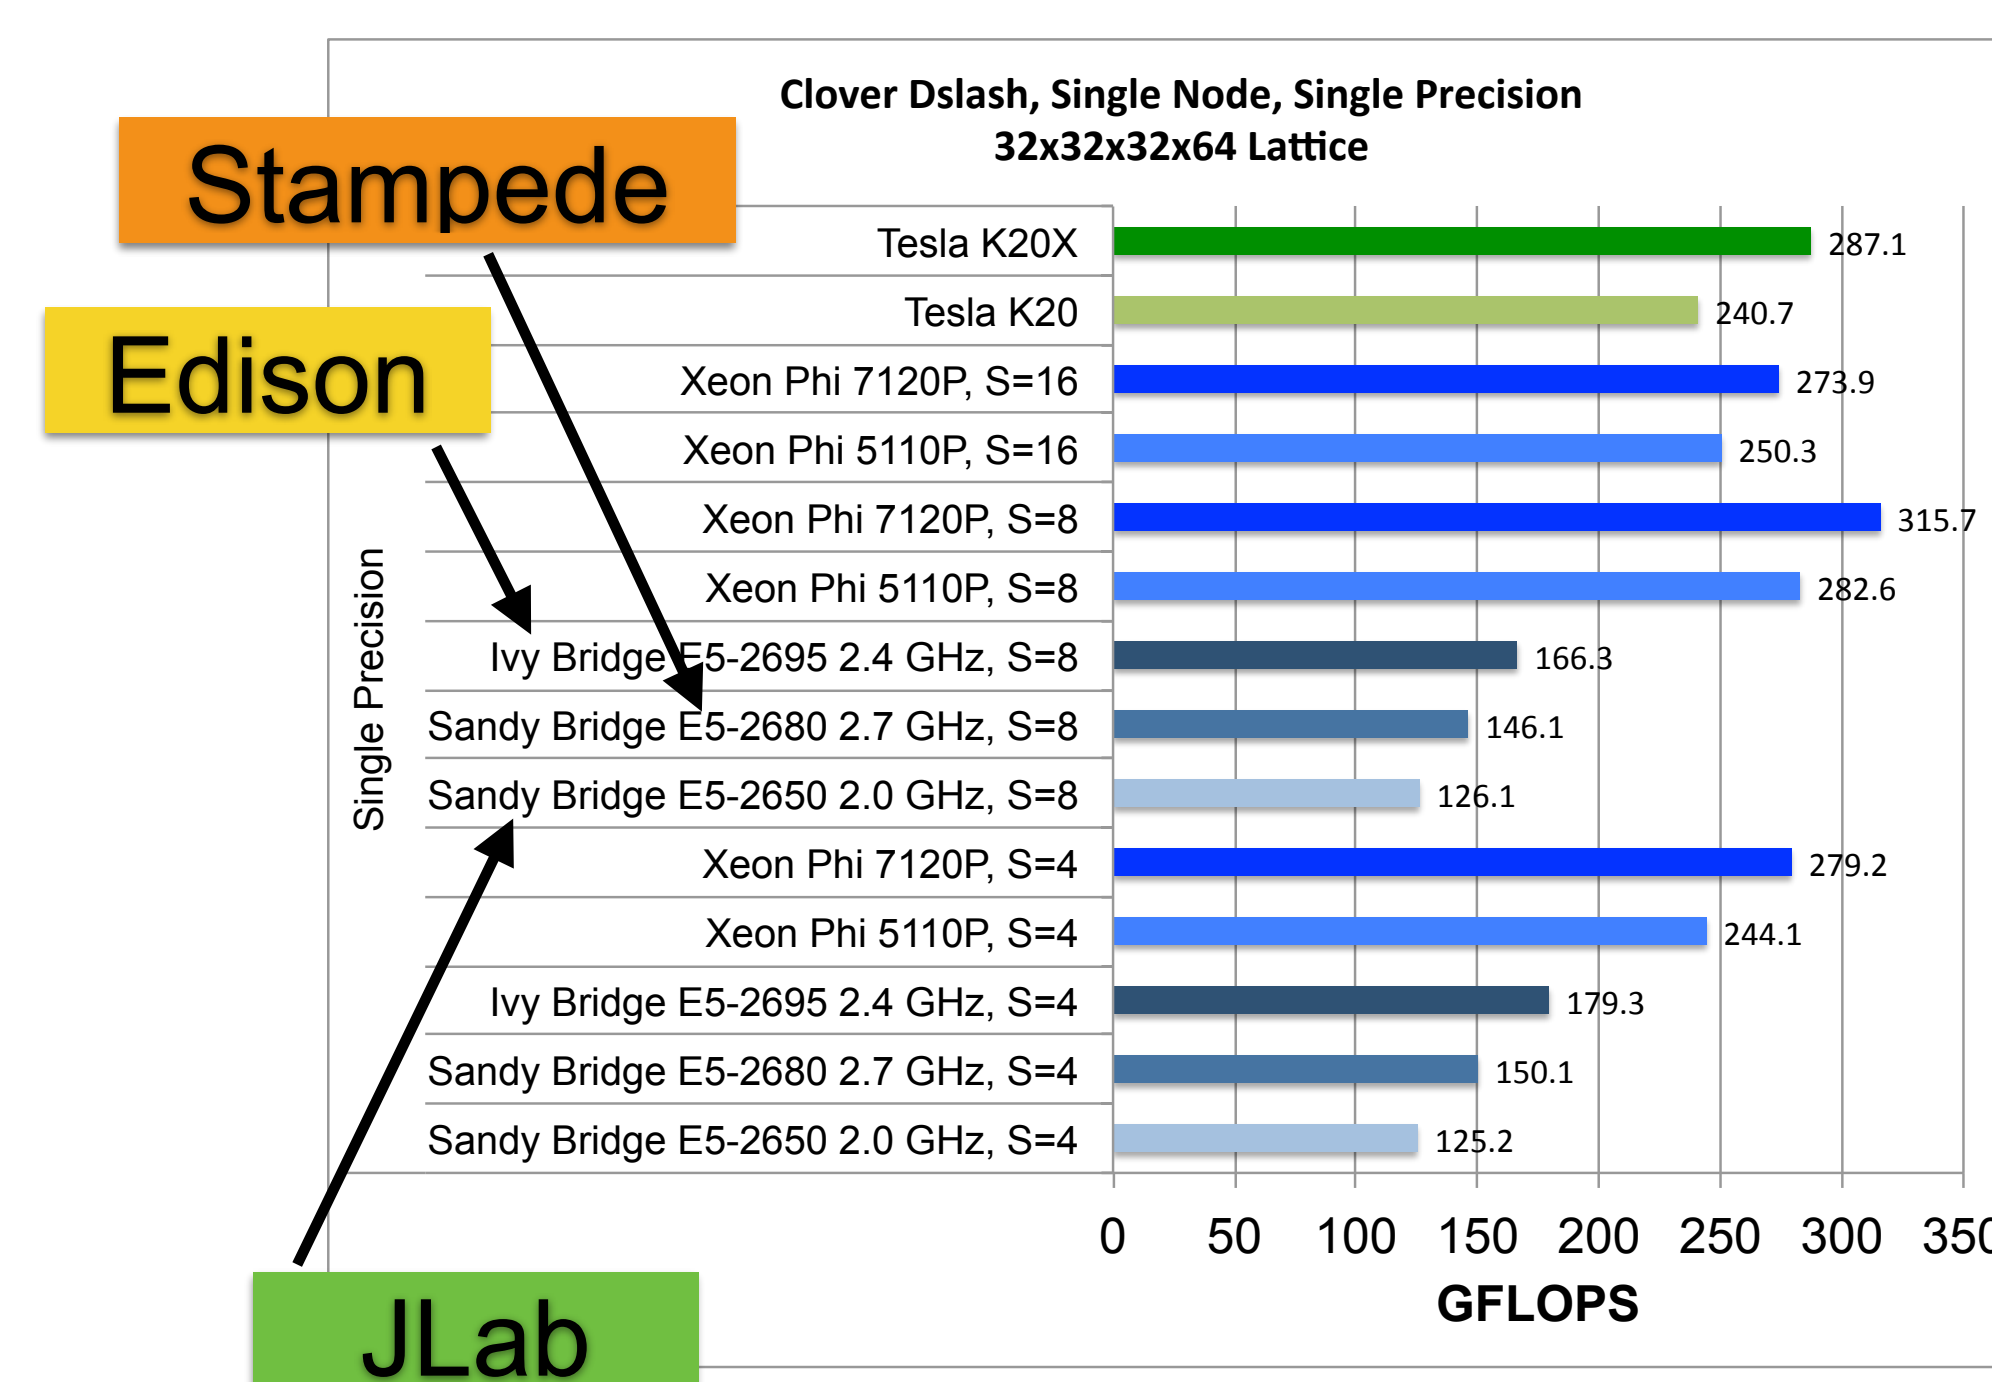 Clover Dslash, Single Node, Single Precision
32x32x32x64 Lattice
Stampede
Edison
JLab
Single Precision
Tesla K20X 287.1
Tesla K20 240.7
Xeon Phi 7120P, S=16 273.9
Xeon Phi 5110P, S=16 250.3
Xeon Phi 7120P, S=8 315.7
Xeon Phi 5110P, S=8 282.6
Ivy Bridge E5-2695 2.4 GHz, S=8 166.3
Sandy Bridge E5-2680 2.7 GHz, S=8 146.1
Sandy Bridge E5-2650 2.0 GHz, S=8 126.1
Xeon Phi 7120P, S=4 279.2
Xeon Phi 5110P, S=4 244.1
Ivy Bridge E5-2695 2.4 GHz, S=4 179.3
Sandy Bridge E5-2680 2.7 GHz, S=4 150.1
Sandy Bridge E5-2650 2.0 GHz, S=4 125.2
0 50 100 150 200 250 300 350
GFLOPS